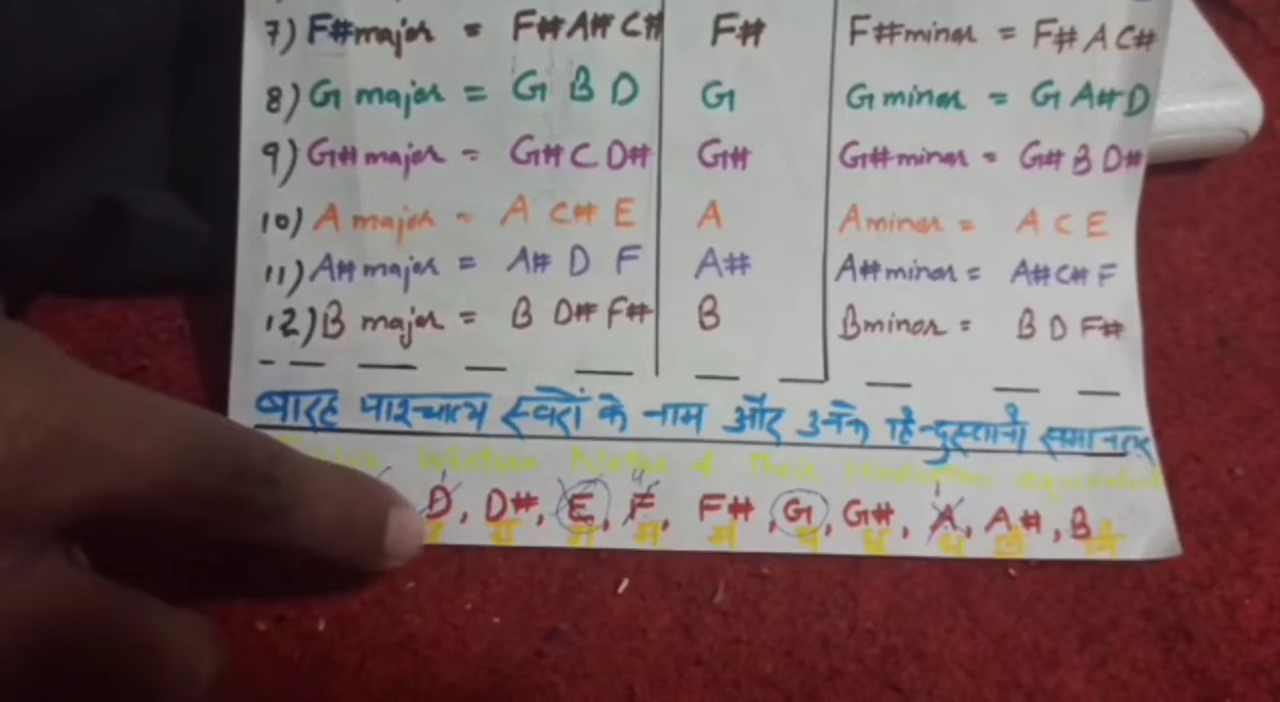 7) F# major = F# A# C# F# F# minor = F# A C#
8) G major = G B D G G minor = G A# D
9) G# major = G# C D# G# G# minor = G# B D#
10) A major = A C# E A A minor = A C E
11) A# major = A# D F A# A# minor = A# C# F
12) B major = B D# F# B B minor = B D F#
बारह पाश्चात्य स्वरों के नाम और उनके हिन्दुस्तानी समानतर
Western Notes & Their Hindustani
D, D#, E, F, F#, G, G#, A, A#, B